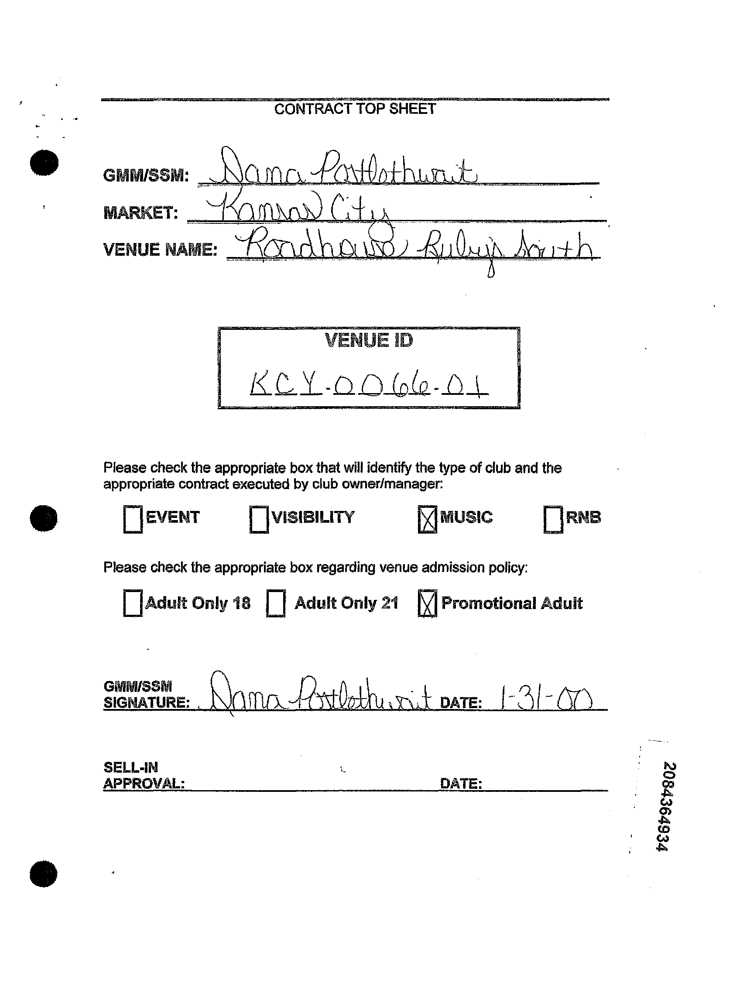 CONTRACT TOP SHEET
GMM/SSM: Dana Postlethwait
MARKET: Kansas City
VENUE NAME: Roadhouse Ruby's South
VENUE ID
KCY-0066-01
Please check the appropriate box that will identify the type of club and the
appropriate contract executed by club owner/manager:
EVENT VISIBILITY MUSIC RNB
Please check the appropriate box regarding venue admission policy:
Adult Only 18 Adult Only 21 Promotional Adult
GMM/SSM
SIGNATURE: Dana Postlethwait DATE: 1-31-00
SELL-IN
APPROVAL: DATE:
2084364934